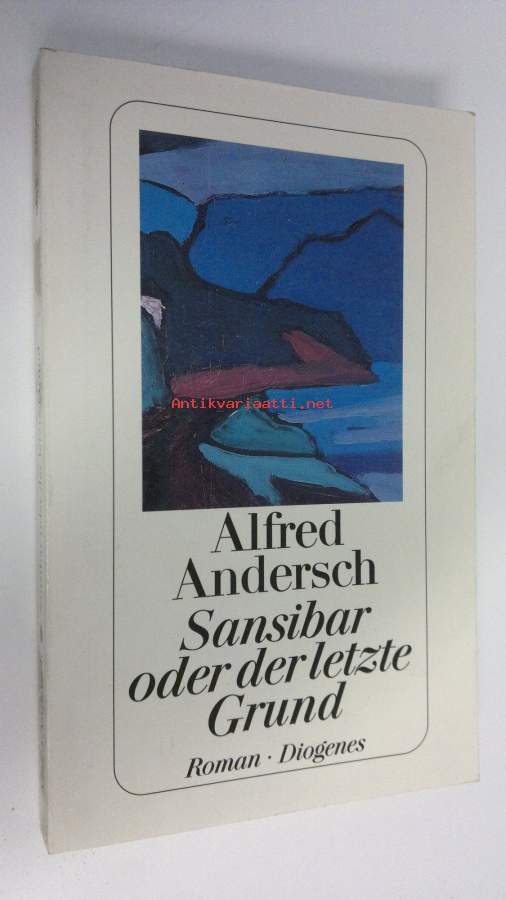 Antikvariaatti.net
Alfred
Andersch
Sansibar
oder der letzte
Grund
Roman · Diogenes